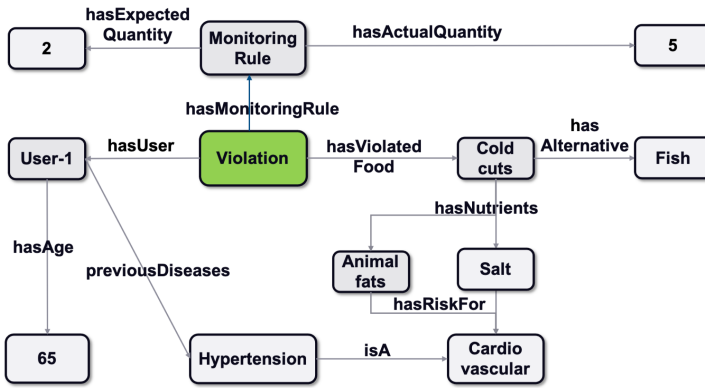 hasExpected
Quantity
2
Monitoring
Rule
hasActualQuantity
5
hasMonitoringRule
User-1
hasUser
Violation
hasViolated
Food
Cold
cuts
has
Alternative
Fish
hasNutrients
hasAge
previousDiseases
Animal
fats
Salt
hasRiskFor
65
Hypertension
isA
Cardio
vascular